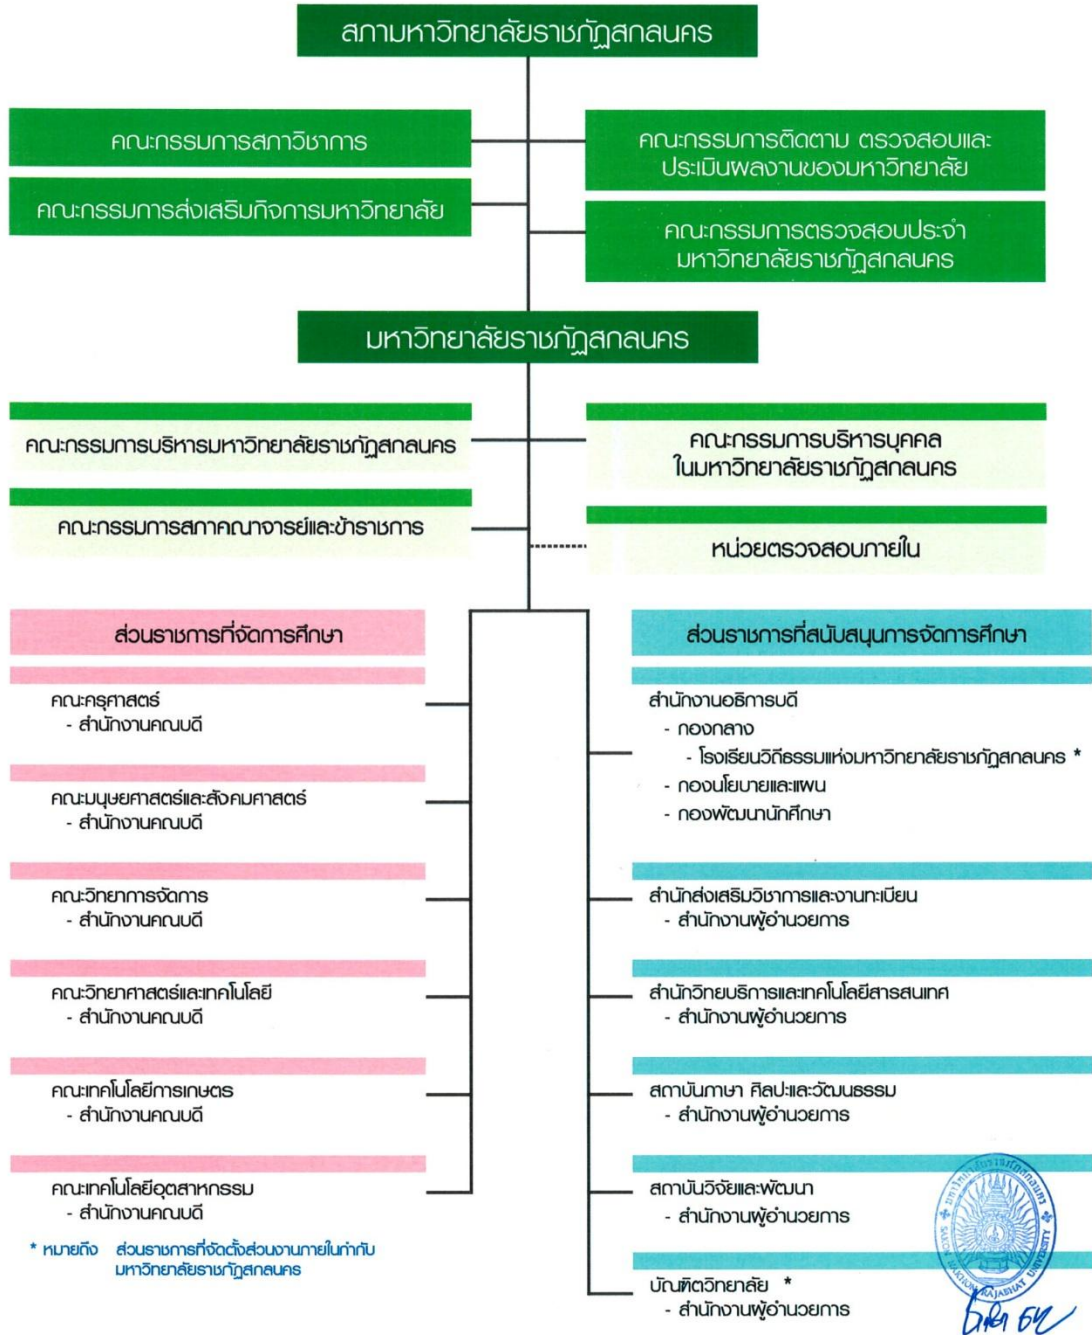 สภามหาวิทยาลัยราชภัฏสกลนคร
คณะกรรมการสภาวิชาการ
คณะกรรมการติดตาม ตรวจสอบและ
ประเมินผลงานของมหาวิทยาลัย
คณะกรรมการส่งเสริมกิจการมหาวิทยาลัย
คณะกรรมการตรวจสอบประจำ
มหาวิทยาลัยราชภัฏสกลนคร
มหาวิทยาลัยราชภัฏสกลนคร
คณะกรรมการบริหารมหาวิทยาลัยราชภัฏสกลนคร
คณะกรรมการบริหารบุคคล
ในมหาวิทยาลัยราชภัฏสกลนคร
คณะกรรมการสภาคณาจารย์และข้าราชการ
หน่วยตรวจสอบภายใน
ส่วนราชการที่จัดการศึกษา
คณะครุศาสตร์
- สำนักงานคณบดี
คณะมนุษยศาสตร์และสังคมศาสตร์
- สำนักงานคณบดี
คณะวิทยาการจัดการ
- สำนักงานคณบดี
คณะวิทยาศาสตร์และเทคโนโลยี
- สำนักงานคณบดี
คณะเทคโนโลยีการเกษตร
- สำนักงานคณบดี
คณะเทคโนโลยีอุตสาหกรรม
- สำนักงานคณบดี
* หมายถึง ส่วนราชการที่จัดตั้งส่วนงานภายในกำกับ
มหาวิทยาลัยราชภัฏสกลนคร
ส่วนราชการที่สนับสนุนการจัดการศึกษา
สำนักงานอธิการบดี
- กองกลาง
- โรงเรียนวิถีธรรมแห่งมหาวิทยาลัยราชภัฏสกลนคร *
- กองนโยบายและแผน
- กองพัฒนานักศึกษา
สำนักส่งเสริมวิชาการและงานทะเบียน
- สำนักงานผู้อำนวยการ
สำนักวิทยบริการและเทคโนโลยีสารสนเทศ
- สำนักงานผู้อำนวยการ
สถาบันภาษา ศิลปะและวัฒนธรรม
- สำนักงานผู้อำนวยการ
สถาบันวิจัยและพัฒนา
- สำนักงานผู้อำนวยการ
บัณฑิตวิทยาลัย *
- สำนักงานผู้อำนวยการ
มหาวิทยาลัยราชภัฏสกลนคร
SAKON NAKHON RAJABHAT UNIVERSITY